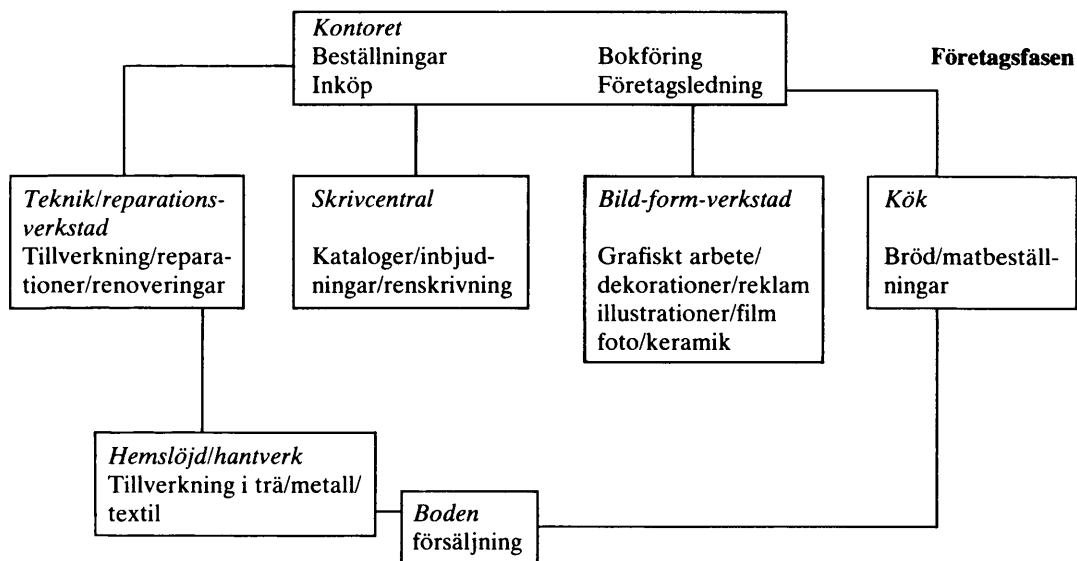 Kontoret
Beställningar Bokföring
Inköp Företagsledning
Företagsfasen
Teknik/reparations-
verkstad
Tillverkning/repara-
tioner/renoveringar
Skrivcentral
Kataloger/inbjud-
ningar/renskrivning
Bild-form-verkstad
Grafiskt arbete/
dekorationer/reklam
illustrationer/film
foto/keramik
Kök
Bröd/matbeställ-
ningar
Hemslöjd/hantverk
Tillverkning i trä/metall/
textil
Boden
försäljning